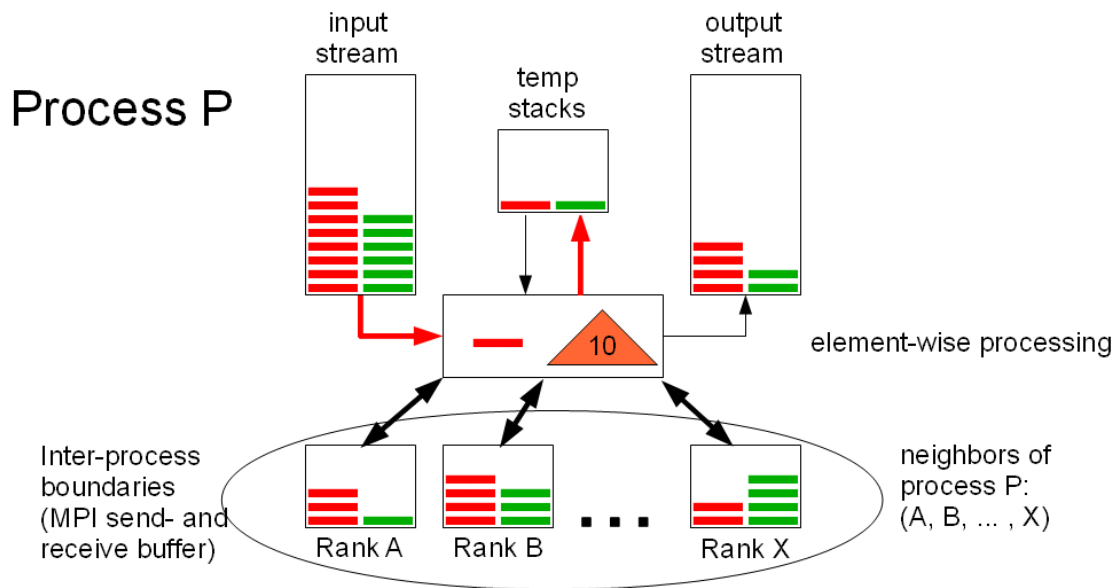 input
stream
output
stream
temp
stacks
Process P
10
element-wise processing
Inter-process
boundaries
(MPI send- and
receive buffer)
Rank A
Rank B
...
Rank X
neighbors of
process P:
(A, B, ... , X)